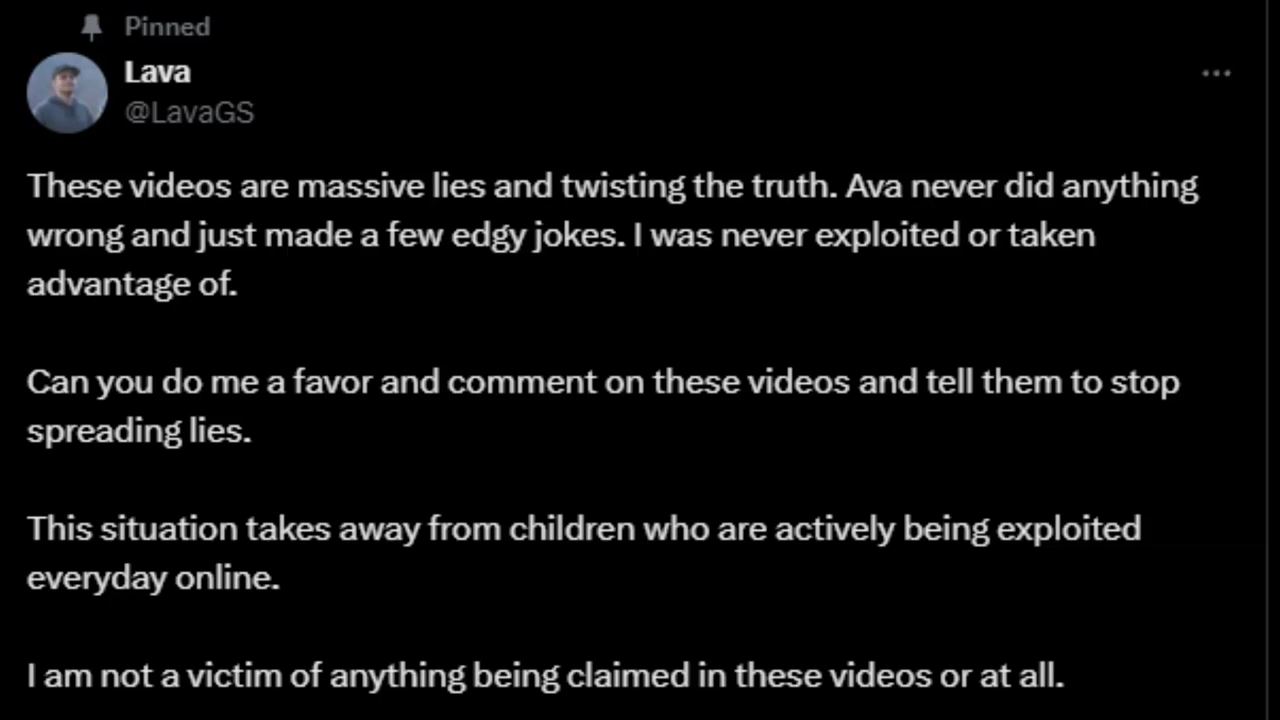 Pinned
Lava
@LavaGS
These videos are massive lies and twisting the truth. Ava never did anything
wrong and just made a few edgy jokes. I was never exploited or taken
advantage of.
Can you do me a favor and comment on these videos and tell them to stop
spreading lies.
This situation takes away from children who are actively being exploited
everyday online.
I am not a victim of anything being claimed in these videos or at all.